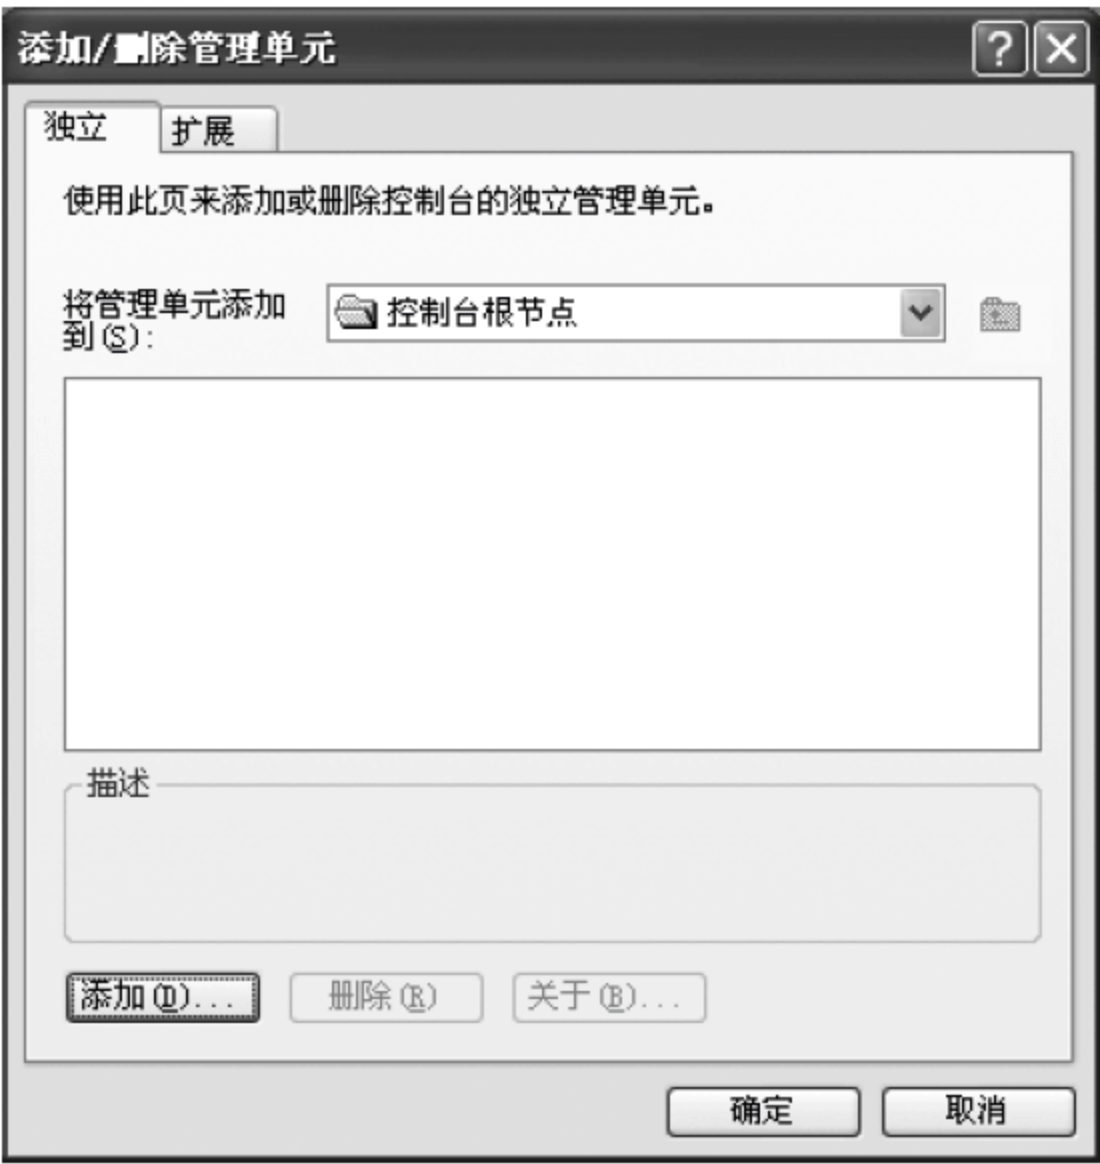 添加/删除管理单元
独立
扩展
使用此页来添加或删除控制台的独立管理单元。
将管理单元添加
到(S):
控制台根节点
描述
添加(D)...
删除(R)
关于(B)...
确定
取消